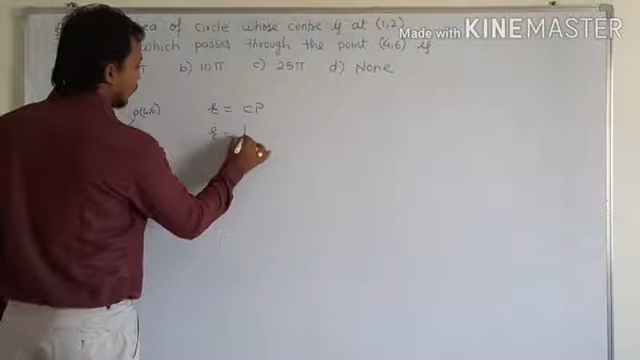 ea of circle whose centre is at (1,2)
which passes through the point (4,6) is
π b) 10π c) 25π d) None
P(4,6)
r = CP
r =
Made with KINEMASTER